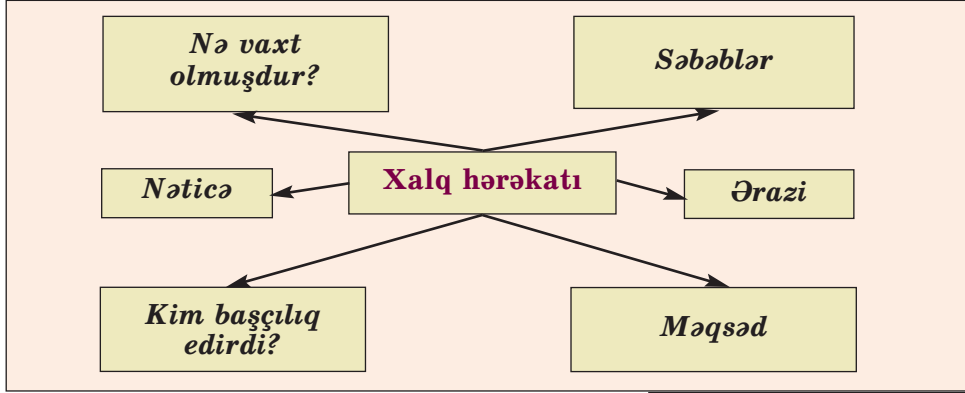 Nə vaxt
olmuşdur?
Səbəblər
Xalq hərəkatı
Nəticə
Ərazi
Kim başçılıq
edirdi?
Məqsəd